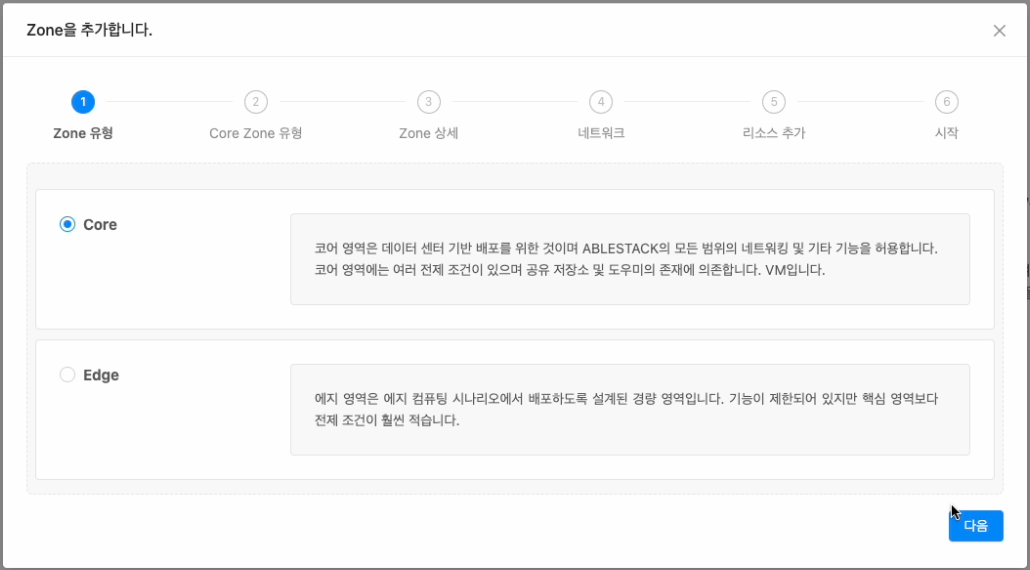 Zone을 추가합니다.
1 2 3 4 5 6
Zone 유형 Core Zone 유형 Zone 상세 네트워크 리소스 추가 시작
Core
코어 영역은 데이터 센터 기반 배포를 위한 것이며 ABLESTACK의 모든 범위의 네트워킹 및 기타 기능을 허용합니다.
코어 영역에는 여러 전제 조건이 있으며 공유 저장소 및 도우미의 존재에 의존합니다. VM입니다.
Edge
에지 영역은 에지 컴퓨팅 시나리오에서 배포하도록 설계된 경량 영역입니다. 기능이 제한되어 있지만 핵심 영역보다
전제 조건이 훨씬 적습니다.
다음